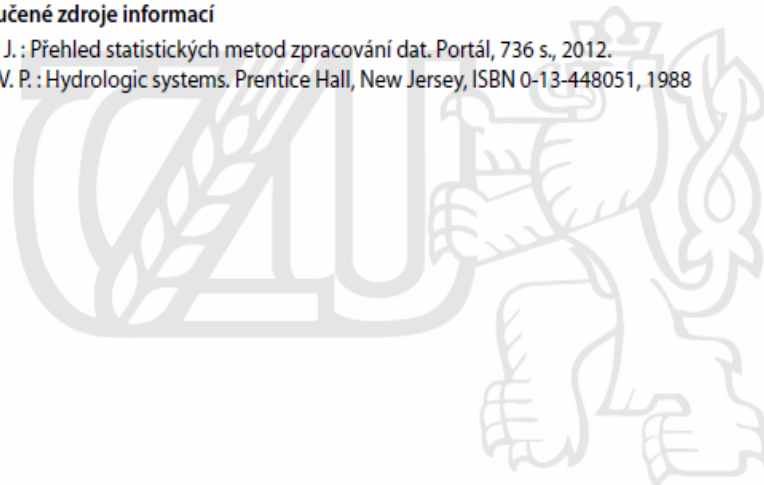 učené zdroje informací
J. : Přehled statistických metod zpracování dat. Portál, 736 s., 2012.
V. P. : Hydrologic systems. Prentice Hall, New Jersey, ISBN 0-13-448051, 1988
CZU